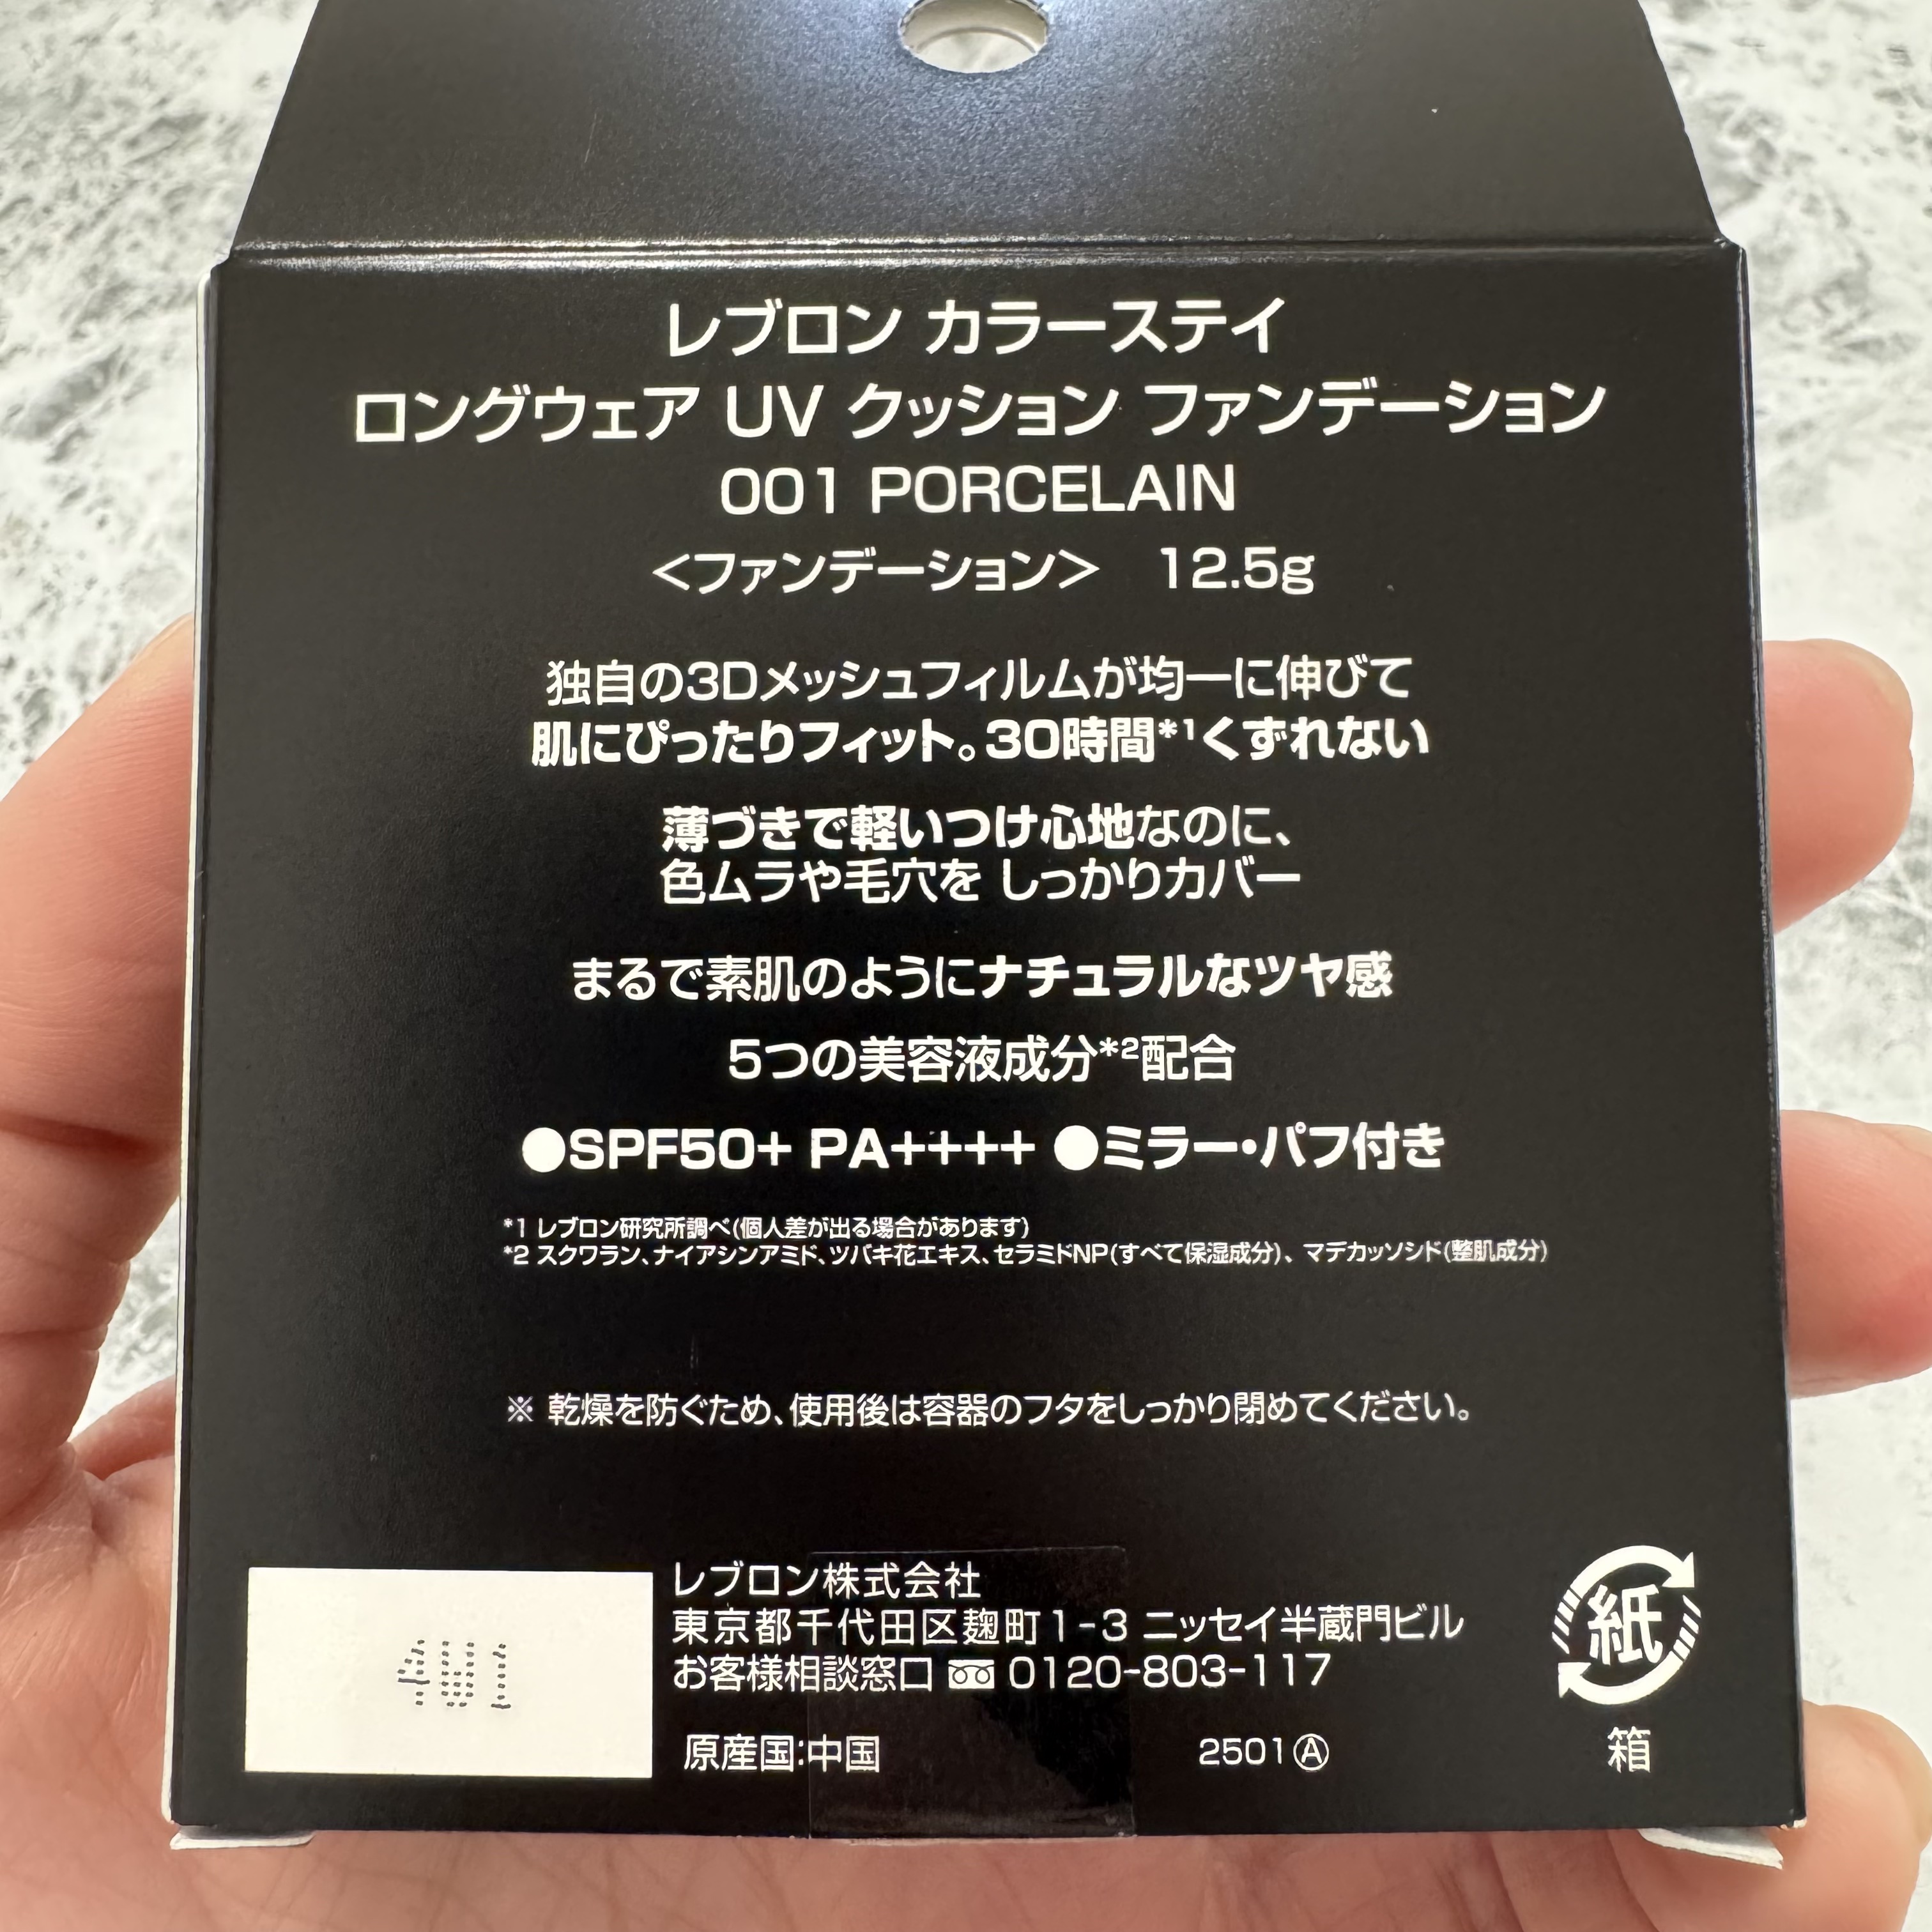 レブロン カラーステイ
ロングウェア UV クッション ファンデーション
001 PORCELAIN
＜ファンデーション＞　12.5g
独自の3Dメッシュフィルムが均一に伸びて
肌にぴったりフィット。30時間*1くずれない
薄づきで軽いつけ心地なのに、
色ムラや毛穴を しっかりカバー
まるで素肌のようにナチュラルなツヤ感
5つの美容液成分*2配合
●SPF50+ PA++++ ●ミラー・パフ付き
*1 レブロン研究所調べ(個人差が出る場合があります)
*2 スクワラン、ナイアシンアミド、ツバキ花エキス、セラミドNP(すべて保湿成分)、マデカッソシド(整肌成分)
※ 乾燥を防ぐため、使用後は容器のフタをしっかり閉めてください。
4U1
レブロン株式会社
東京都千代田区麹町1-3 ニッセイ半蔵門ビル
お客様相談窓口 0120-803-117
原産国:中国
2501Ⓐ
紙
箱